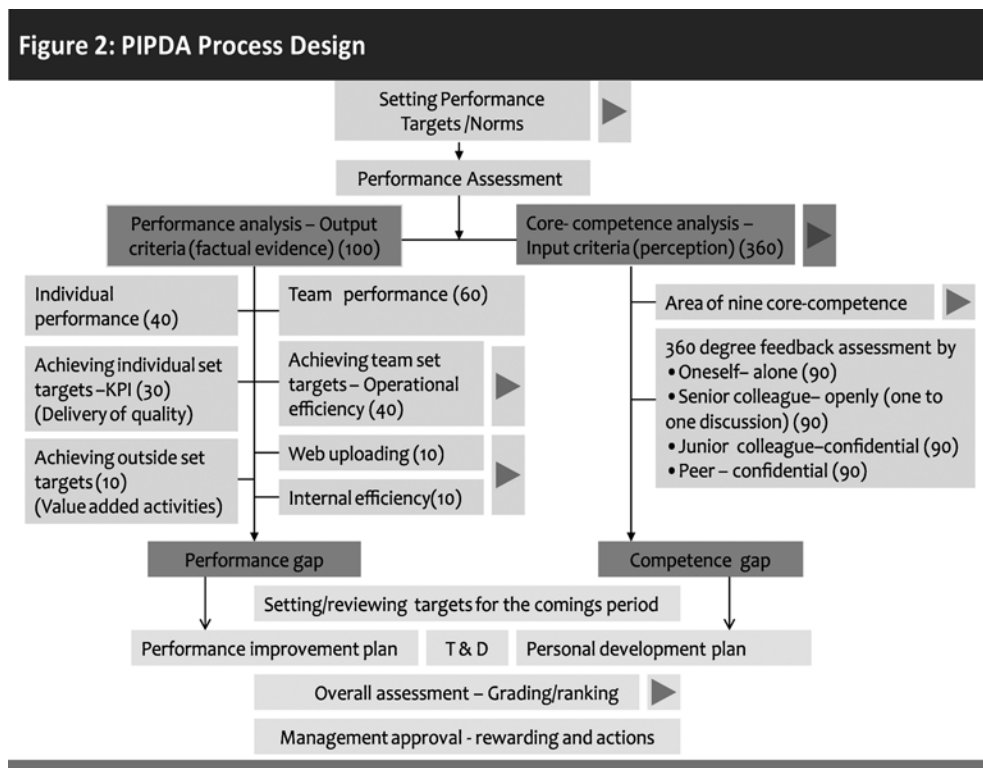 Figure 2: PIPDA Process Design
Setting Performance
Targets /Norms
Performance Assessment
Performance analysis – Output
criteria (factual evidence) (100)
Core- competence analysis –
Input criteria (perception) (360)
Individual
performance (40)
Team performance (60)
Area of nine core-competence
Achieving individual set
targets –KPI (30)
(Delivery of quality)
Achieving team set
targets – Operational
efficiency (40)
360 degree feedback assessment by
• Oneself– alone (90)
• Senior colleague– openly (one to
one discussion) (90)
• Junior colleague–confidential (90)
• Peer – confidential (90)
Achieving outside set
targets (10)
(Value added activities)
Web uploading (10)
Internal efficiency(10)
Performance gap
Competence gap
Setting/reviewing targets for the comings period
Performance improvement plan
T & D
Personal development plan
Overall assessment – Grading/ranking
Management approval - rewarding and actions